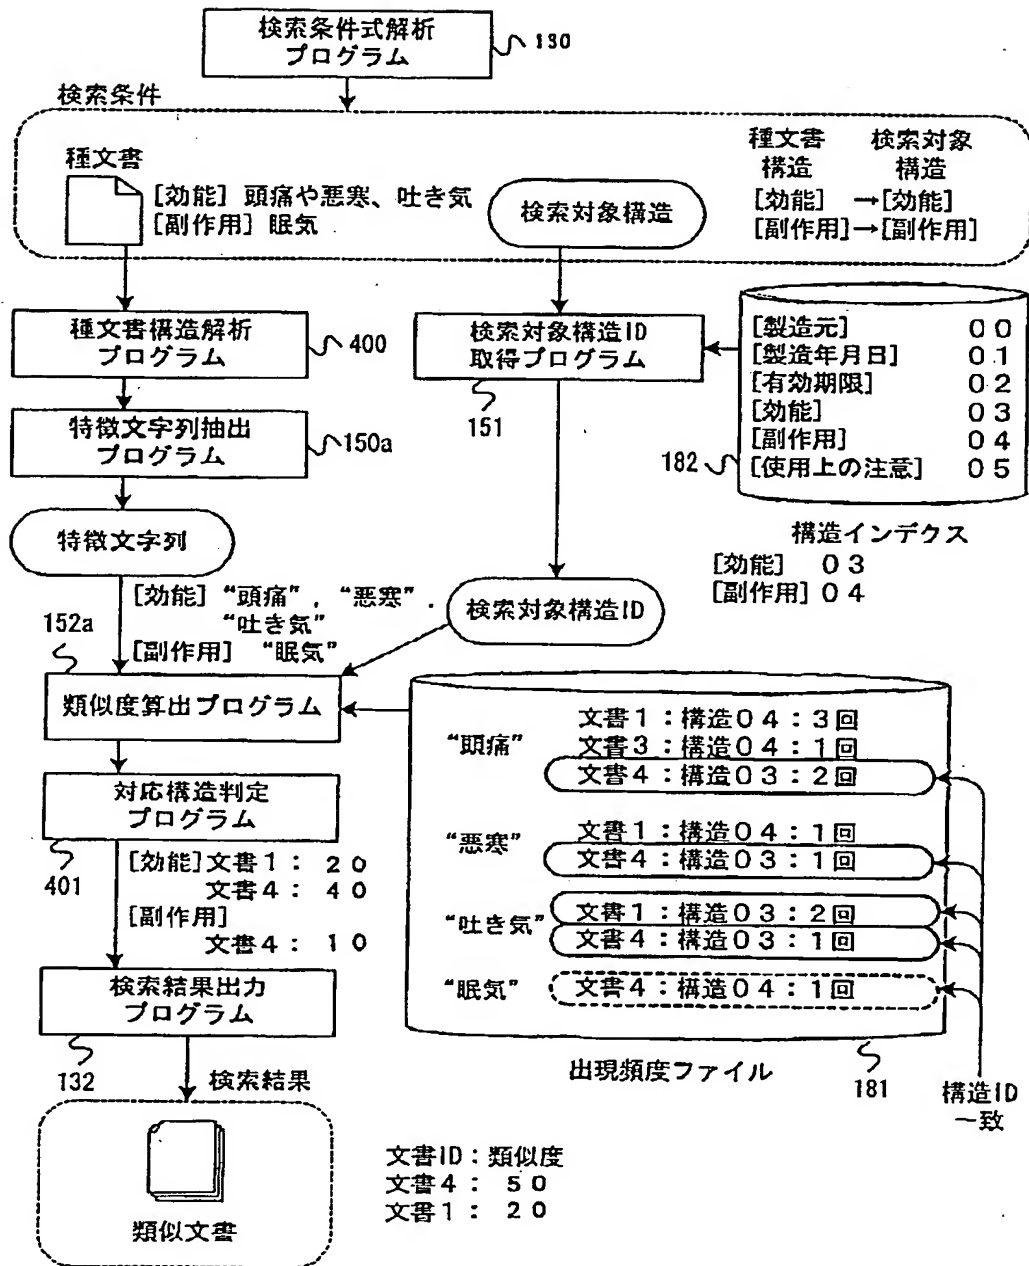 検索条件式解析
プログラム
130
検索条件
種文書
[効能] 頭痛や悪寒、吐き気
[副作用] 眠気
検索対象構造
種文書 検索対象
構造 構造
[効能] →[効能]
[副作用]→[副作用]
種文書構造解析
プログラム
400
検索対象構造ID
取得プログラム
151
[製造元] 00
[製造年月日] 01
[有効期限] 02
[効能] 03
[副作用] 04
[使用上の注意] 05
182
構造インデクス
[効能] 03
[副作用] 04
特徴文字列抽出
プログラム
150a
特徴文字列
[効能] “頭痛”, “悪寒”,
“吐き気”
[副作用] “眠気”
検索対象構造ID
152a
類似度算出プログラム
“頭痛”
文書1:構造04:3回
文書3:構造04:1回
文書4:構造03:2回
“悪寒”
文書1:構造04:1回
文書4:構造03:1回
“吐き気”
文書1:構造03:2回
文書4:構造03:1回
“眠気”
文書4:構造04:1回
出現頻度ファイル
181
構造ID
一致
対応構造判定
プログラム
401
[効能]文書1: 20
文書4: 40
[副作用]
文書4: 10
検索結果出力
プログラム
132
検索結果
類似文書
文書ID:類似度
文書4: 50
文書1: 20